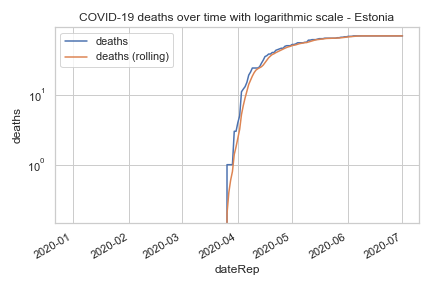 COVID-19 deaths over time with logarithmic scale - Estonia
deaths
deaths (rolling)
10¹
10⁰
deaths
2020-01
2020-02
2020-03
2020-04
2020-05
2020-06
2020-07
dateRep